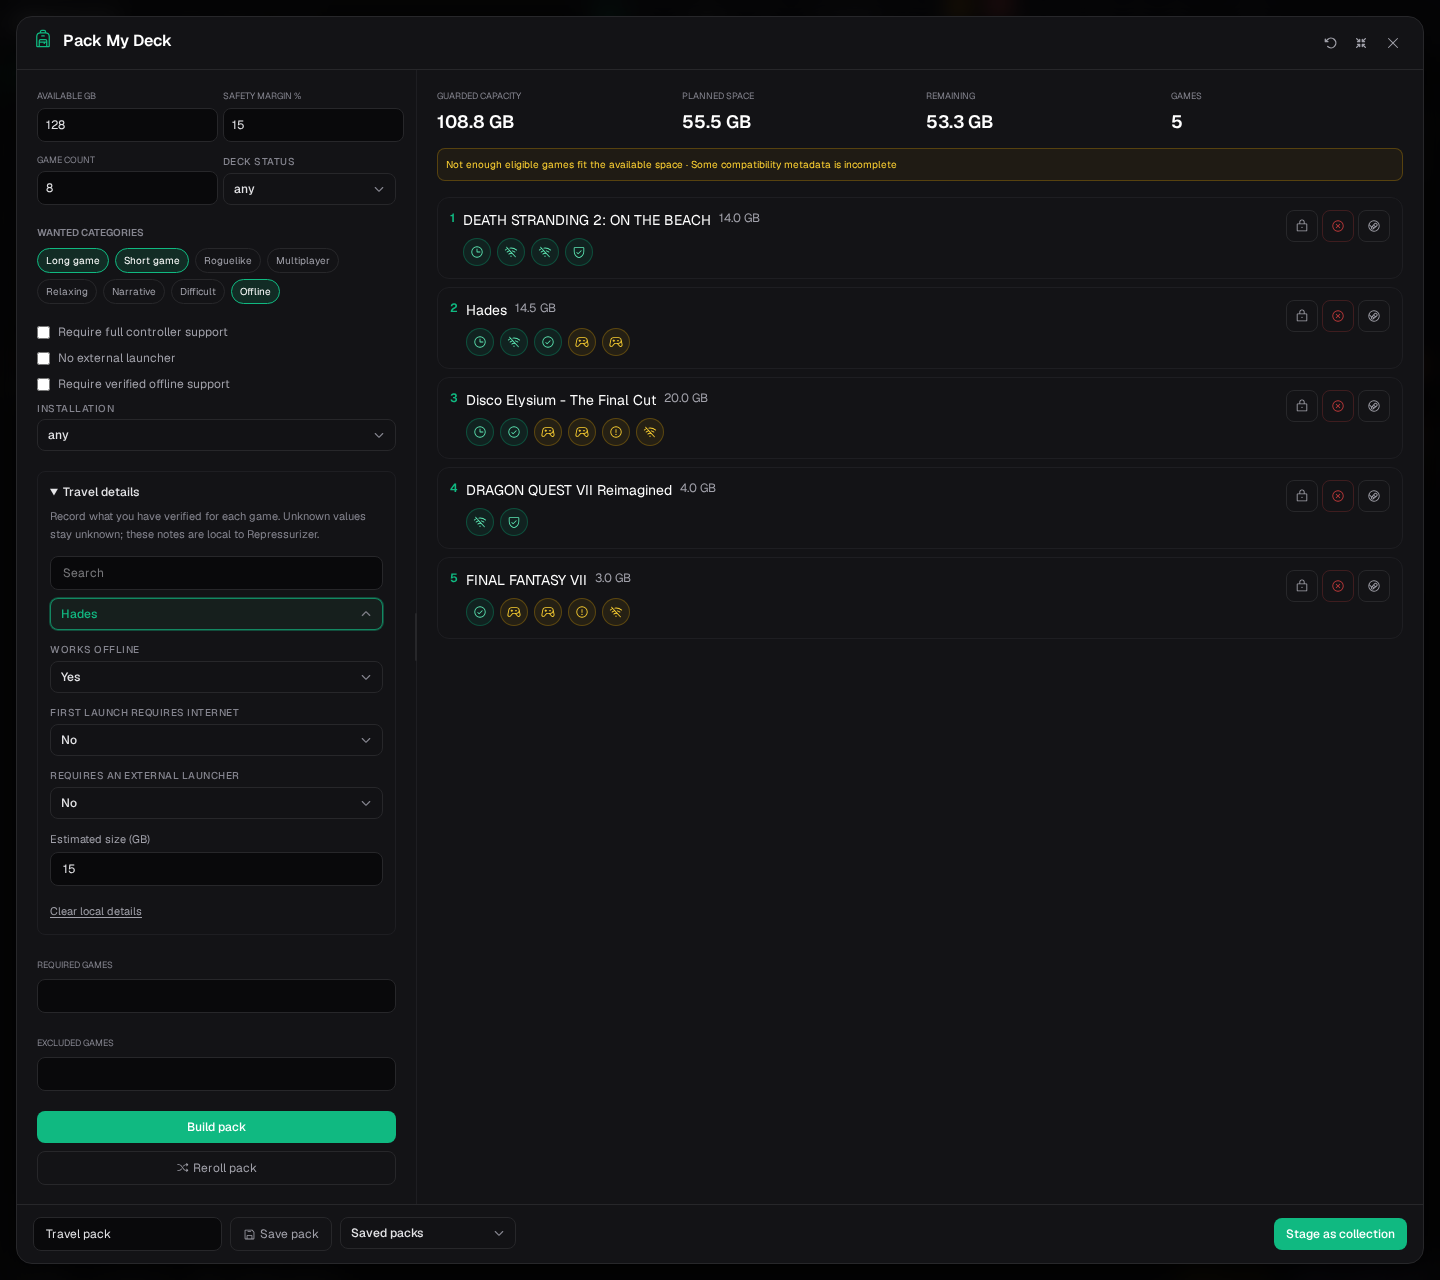 Pack My Deck
AVAILABLE GB
SAFETY MARGIN %
128
15
GAME COUNT
DECK STATUS
8
any
WANTED CATEGORIES
Long game
Short game
Roguelike
Multiplayer
Relaxing
Narrative
Difficult
Offline
Require full controller support
No external launcher
Require verified offline support
INSTALLATION
any
Travel details
Record what you have verified for each game. Unknown values
stay unknown; these notes are local to Repressurizer.
Search
Hades
WORKS OFFLINE
Yes
FIRST LAUNCH REQUIRES INTERNET
No
REQUIRES AN EXTERNAL LAUNCHER
No
Estimated size (GB)
15
Clear local details
REQUIRED GAMES
EXCLUDED GAMES
Build pack
Reroll pack
GUARDED CAPACITY
108.8 GB
PLANNED SPACE
55.5 GB
REMAINING
53.3 GB
GAMES
5
Not enough eligible games fit the available space · Some compatibility metadata is incomplete
1 DEATH STRANDING 2: ON THE BEACH 14.0 GB
2 Hades 14.5 GB
3 Disco Elysium - The Final Cut 20.0 GB
4 DRAGON QUEST VII Reimagined 4.0 GB
5 FINAL FANTASY VII 3.0 GB
Travel pack
Save pack
Saved packs
Stage as collection